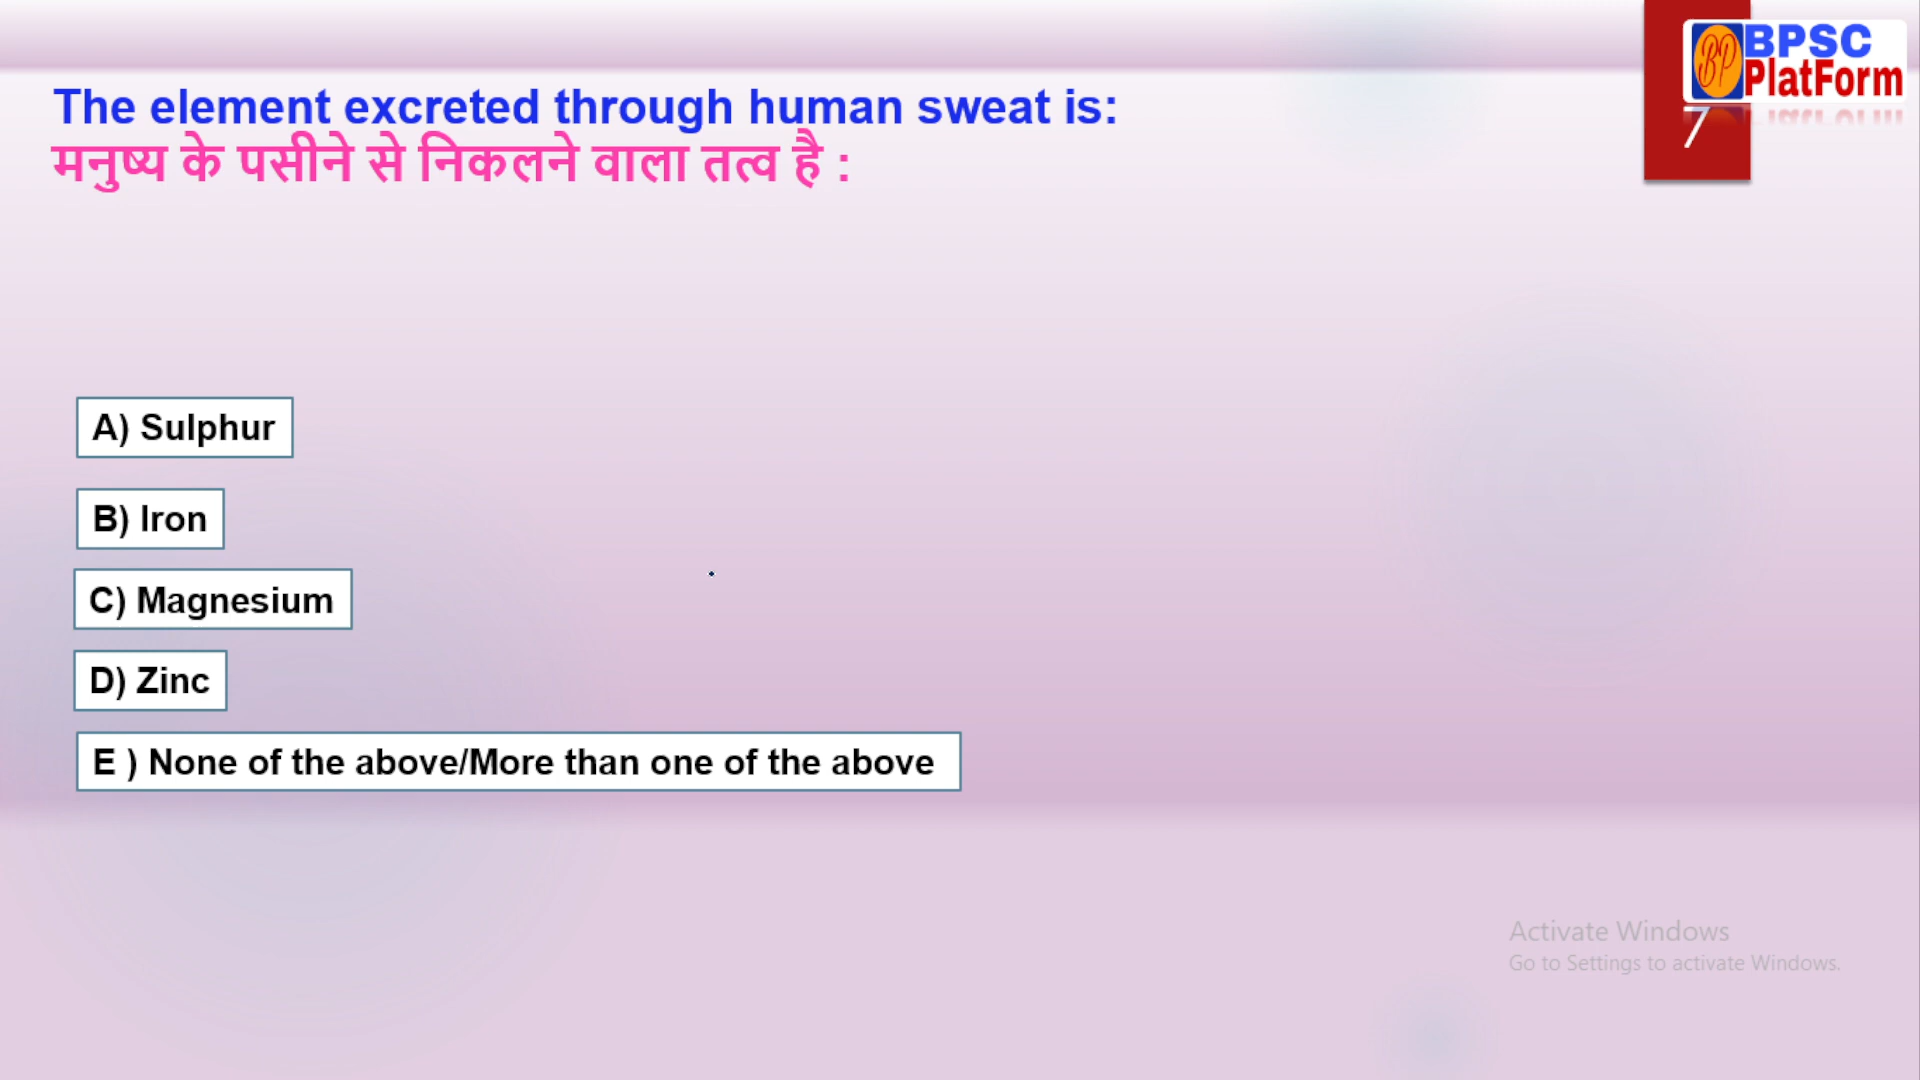 BPSC
PlatForm
7
The element excreted through human sweat is:
मनुष्य के पसीने से निकलने वाला तत्व है :
A) Sulphur
B) Iron
C) Magnesium
D) Zinc
E ) None of the above/More than one of the above
Activate Windows
Go to Settings to activate Windows.